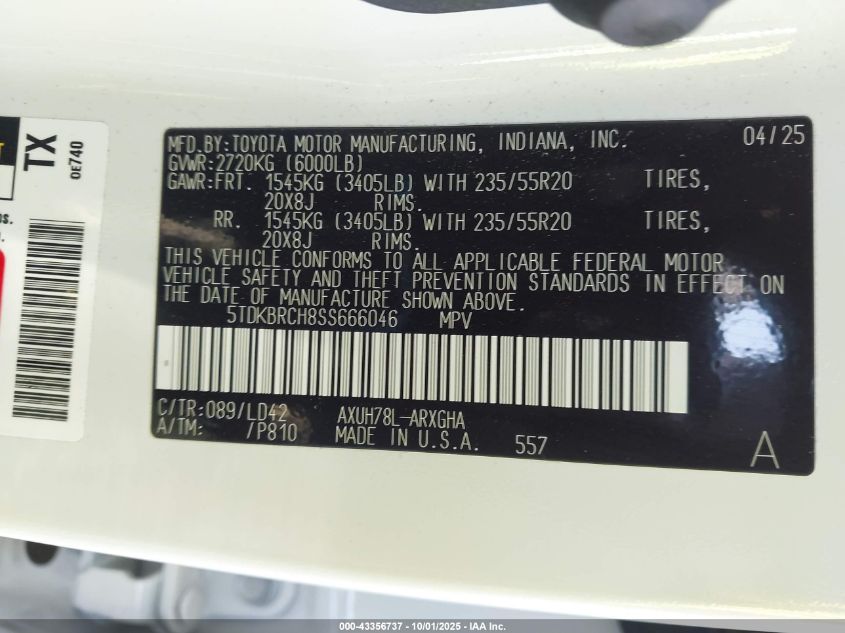 MFD.BY:TOYOTA MOTOR MANUFACTURING, INDIANA, INC. 04/25
GVWR:2720KG (6000LB)
GAWR:FRT. 1545KG (3405LB) WITH 235/55R20 TIRES,
20X8J RIMS.
RR. 1545KG (3405LB) WITH 235/55R20 TIRES,
20X8J RIMS.
THIS VEHICLE CONFORMS TO ALL APPLICABLE FEDERAL MOTOR
VEHICLE SAFETY AND THEFT PREVENTION STANDARDS IN EFFECT ON
THE DATE OF MANUFACTURE SHOWN ABOVE.
5TDKBRCH8SS666046 MPV
C/TR:089/LD42 AXUH78L-ARXGHA
A/TM: /P810 MADE IN U.S.A. 557
A
TX
OE740
000-43356737 - 10/01/2025 - IAA Inc.